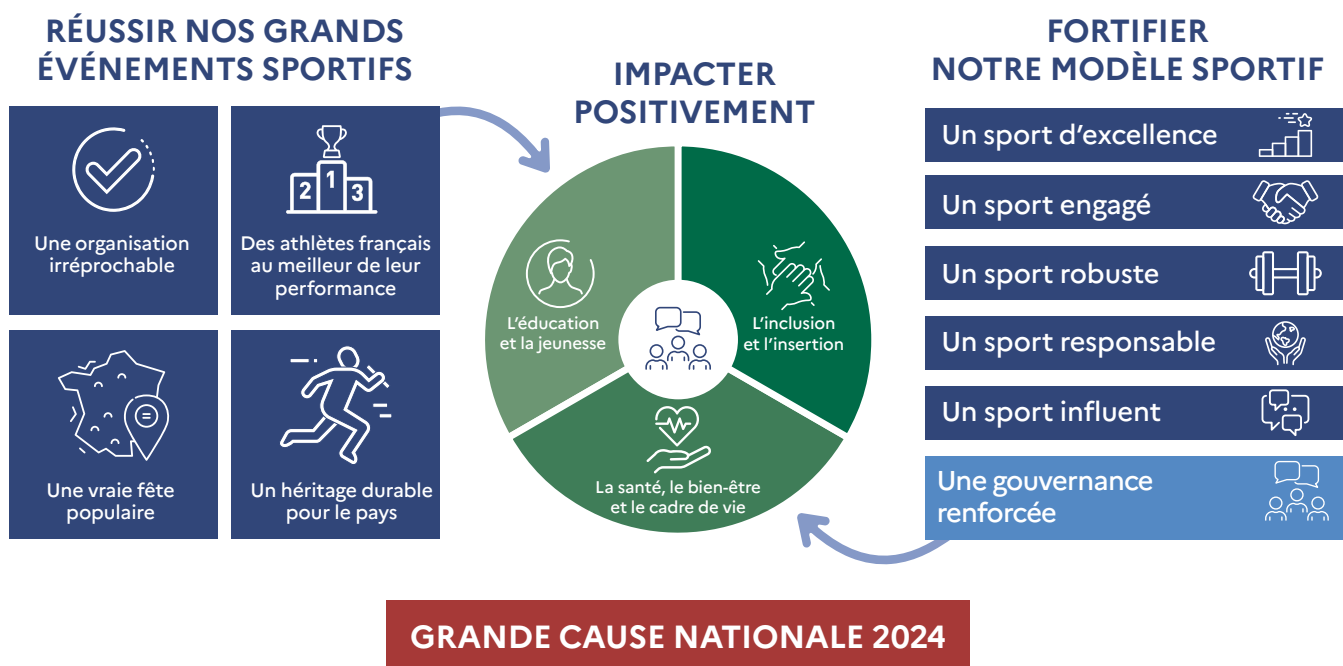 RÉUSSIR NOS GRANDS
ÉVÉNEMENTS SPORTIFS
Une organisation
irréprochable
2 1 3
Des athlètes français
au meilleur de leur
performance
Une vraie fête
populaire
Un héritage durable
pour le pays
IMPACTER
POSITIVEMENT
L'éducation
et la jeunesse
L'inclusion
et l'insertion
La santé, le bien-être
et le cadre de vie
FORTIFIER
NOTRE MODÈLE SPORTIF
Un sport d'excellence
Un sport engagé
Un sport robuste
Un sport responsable
Un sport influent
Une gouvernance
renforcée
GRANDE CAUSE NATIONALE 2024